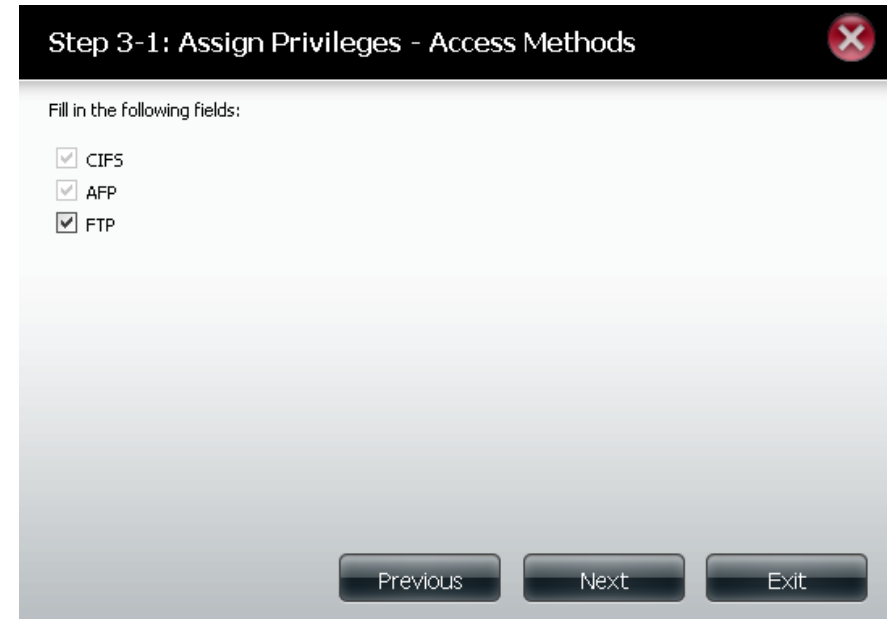 Step 3-1: Assign Privileges - Access Methods
Fill in the following fields:
CIFS
AFP
FTP
Previous Next Exit